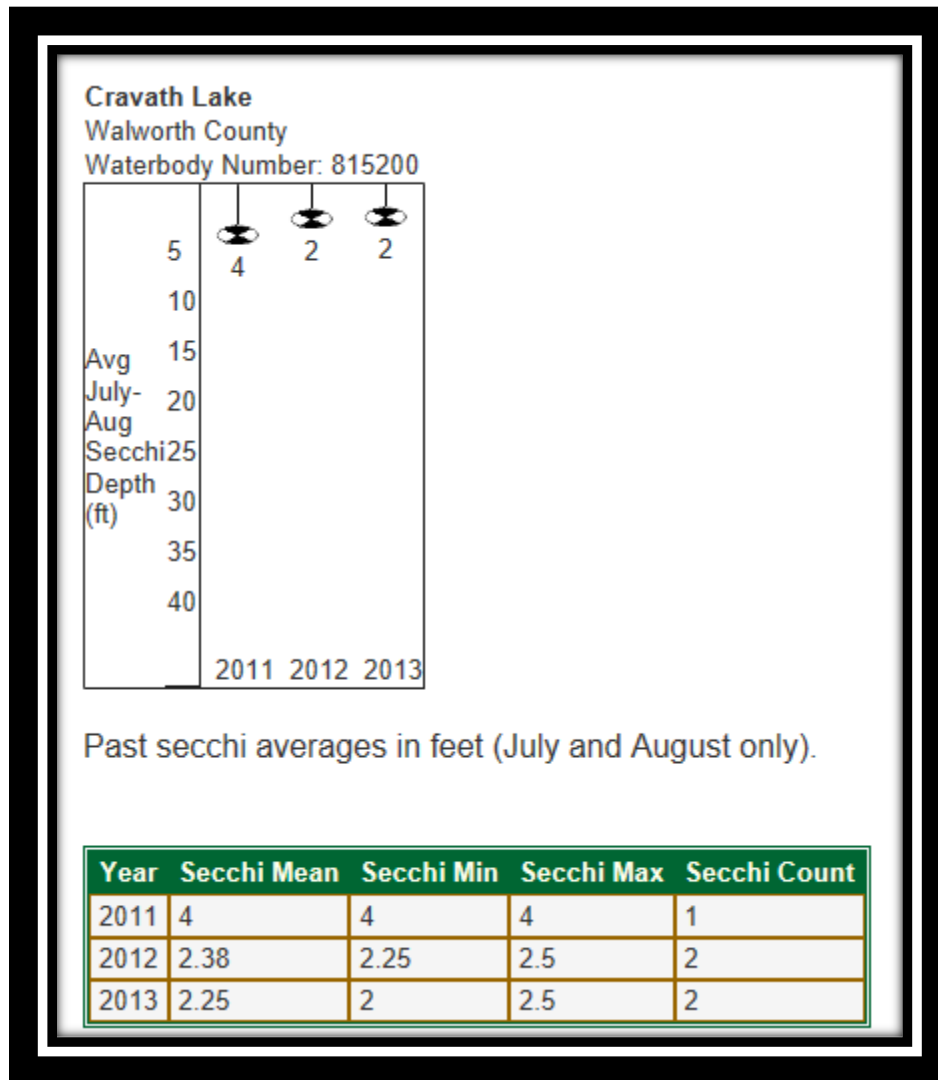 Cravath Lake
Walworth County
Waterbody Number: 815200
5
4
2
2
10
15
20
25
30
35
40
Avg
July-
Aug
Secchi
Depth
(ft)
2011 2012 2013
Past secchi averages in feet (July and August only).
Year Secchi Mean Secchi Min Secchi Max Secchi Count
2011 4 4 4 1
2012 2.38 2.25 2.5 2
2013 2.25 2 2.5 2